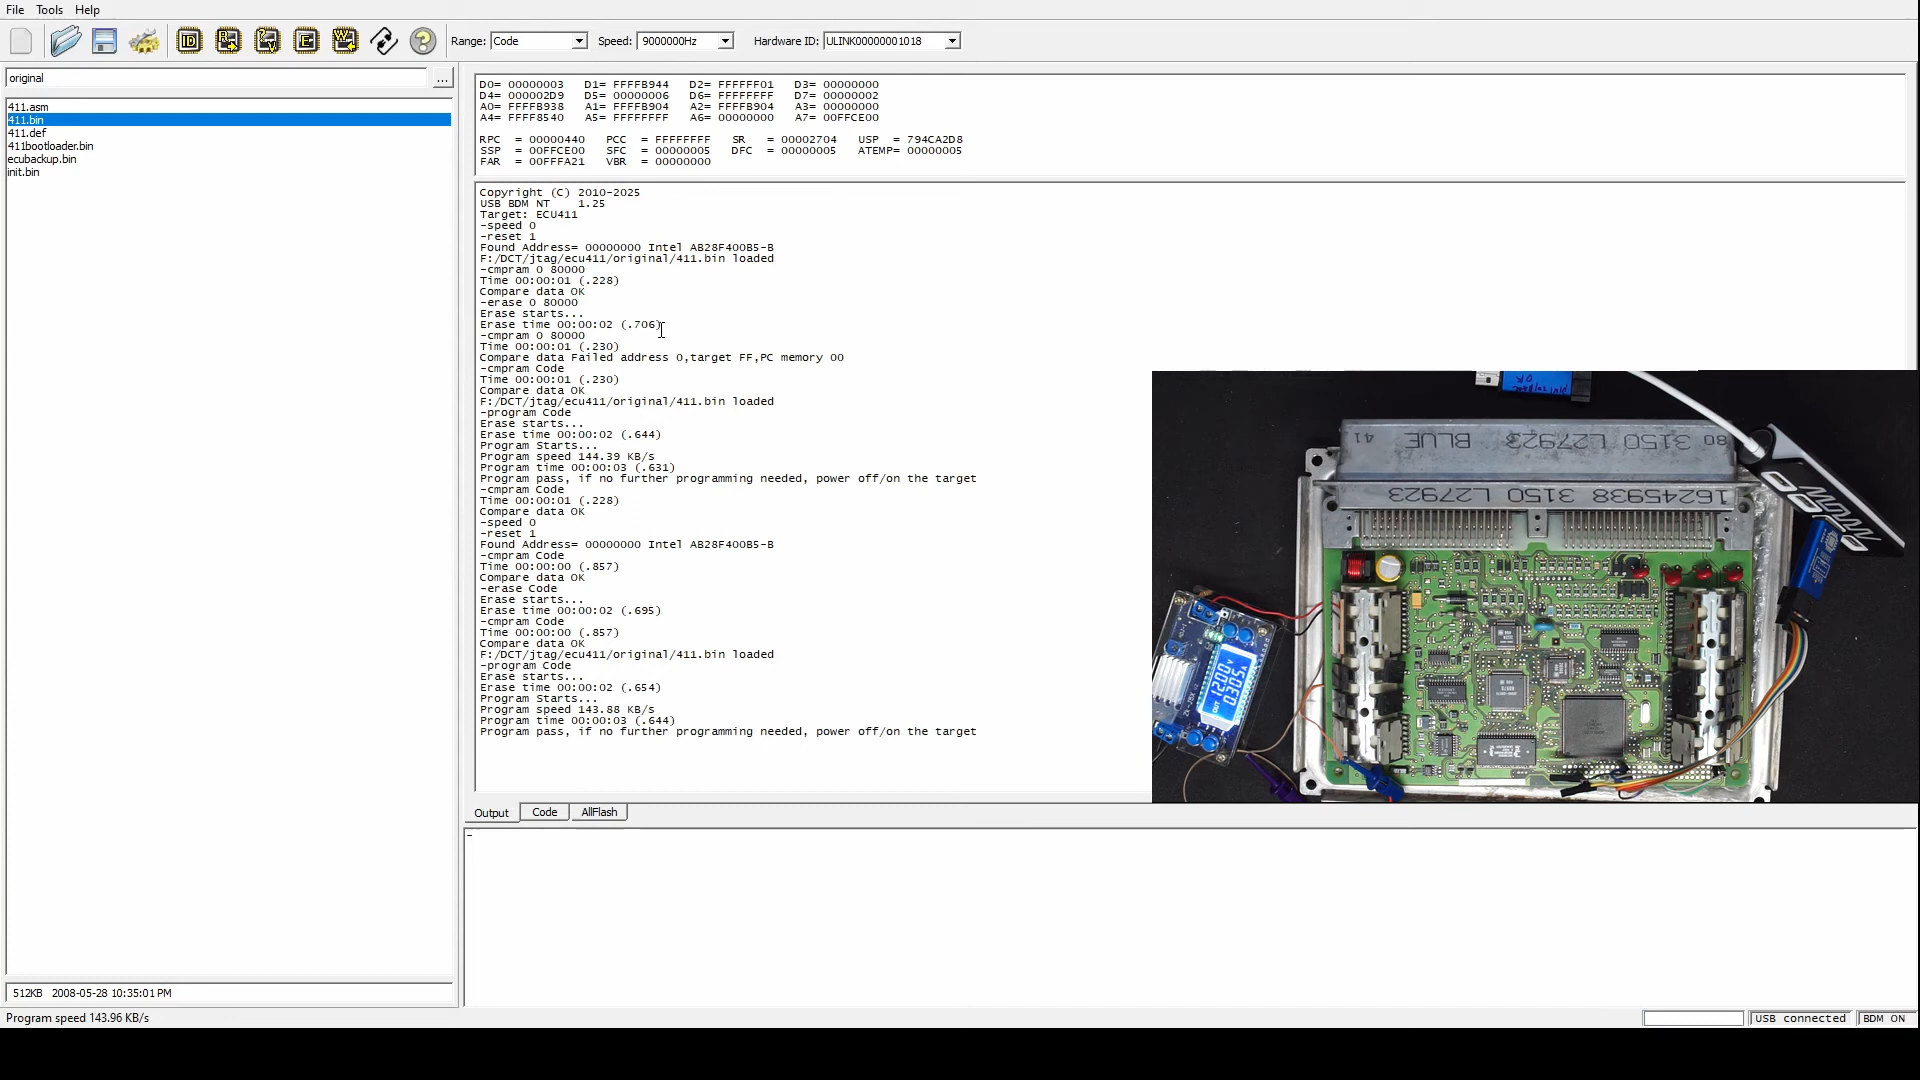 File Tools Help
Range: Code Speed: 9000000Hz Hardware ID: ULINK00000001018
original ...
411.asm
411.bin
411.def
411bootloader.bin
ecubackup.bin
init.bin
D0= 00000003 D1= FFFFB944 D2= FFFFFF01 D3= 00000000
D4= 000002D9 D5= 00000006 D6= FFFFFFFF D7= 00000002
A0= FFFFB938 A1= FFFFB904 A2= FFFFB904 A3= 00000000
A4= FFFF8540 A5= FFFFFFFF A6= 00000000 A7= 00FFCE00
RPC = 00000440 PCC = FFFFFFFF SR = 00002704 USP = 794CA2D8
SSP = 00FFCE00 SFC = 00000005 DFC = 00000005 ATEMP= 00000005
FAR = 00FFFA21 VBR = 00000000
Copyright (C) 2010-2025
USB BDM NT 1.25
Target: ECU411
-speed 0
-reset 1
Found Address= 00000000 Intel AB28F400B5-B
F:/DCT/jtag/ecu411/original/411.bin loaded
-cmpram 0 80000
Time 00:00:01 (.228)
Compare data OK
-erase 0 80000
Erase starts...
Erase time 00:00:02 (.706)
-cmpram 0 80000
Time 00:00:01 (.230)
Compare data Failed address 0,target FF,PC memory 00
-cmpram Code
Time 00:00:01 (.230)
Compare data OK
F:/DCT/jtag/ecu411/original/411.bin loaded
-program Code
Erase starts...
Erase time 00:00:02 (.644)
Program Starts...
Program speed 144.39 KB/s
Program time 00:00:03 (.631)
Program pass, if no further programming needed, power off/on the target
-cmpram Code
Time 00:00:01 (.228)
Compare data OK
-speed 0
-reset 1
Found Address= 00000000 Intel AB28F400B5-B
-cmpram Code
Time 00:00:00 (.857)
Compare data OK
-erase Code
Erase starts...
Erase time 00:00:02 (.695)
-cmpram Code
Time 00:00:00 (.857)
Compare data OK
F:/DCT/jtag/ecu411/original/411.bin loaded
-program Code
Erase starts...
Erase time 00:00:02 (.654)
Program Starts...
Program speed 143.88 KB/s
Program time 00:00:03 (.644)
Program pass, if no further programming needed, power off/on the target
41 BLUE 3150 L27923 80
16245938 3150 L27923
OUT 12.00V
0.305A
Output Code AllFlash
-
512KB 2008-05-28 10:35:01 PM
Program speed 143.96 KB/s
USB connected BDM ON